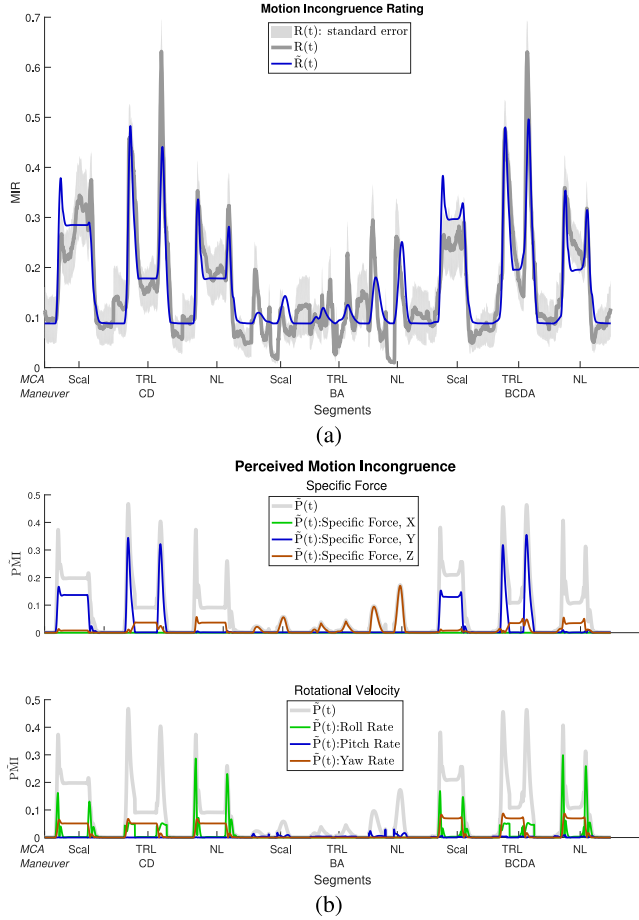 Motion Incongruence Rating
R(t): standard error
R(t)
R̃(t)
MIR
0.7
0.6
0.5
0.4
0.3
0.2
0.1
0
MCA Scal TRL NL Scal TRL NL Scal TRL NL
Maneuver CD BA BCDA
Segments
(a)
Perceived Motion Incongruence
Specific Force
P̃(t)
P̃(t):Specific Force, X
P̃(t):Specific Force, Y
P̃(t):Specific Force, Z
PM̃I
0.5
0.4
0.3
0.2
0.1
0
Rotational Velocity
P̃(t)
P̃(t):Roll Rate
P̃(t):Pitch Rate
P̃(t):Yaw Rate
PM̃I
0.5
0.4
0.3
0.2
0.1
0
MCA Scal TRL NL Scal TRL NL Scal TRL NL
Maneuver CD BA BCDA
Segments
(b)